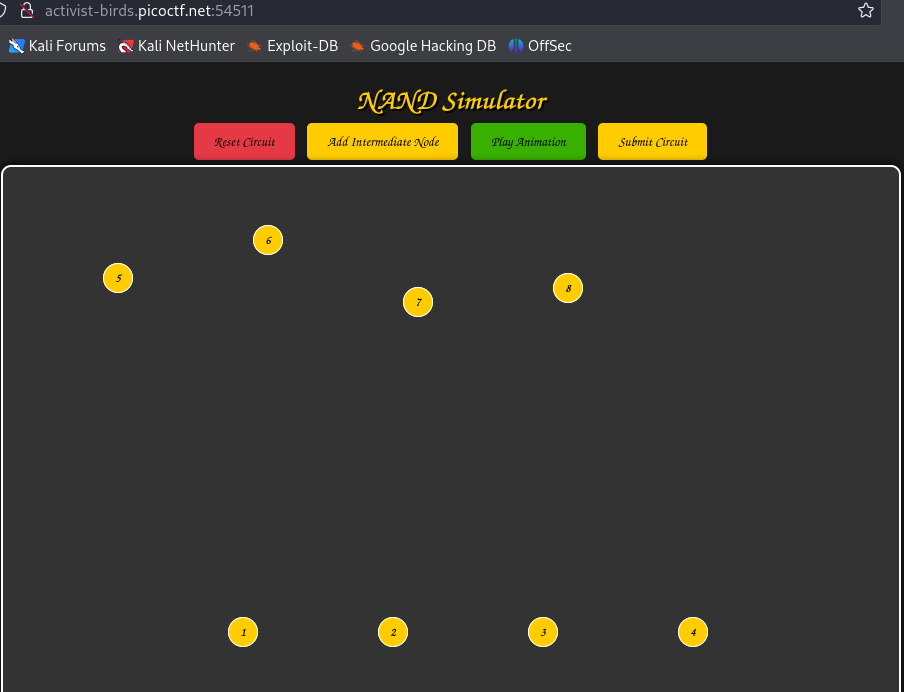 activist-birds.picoctf.net:54511
Kali Forums Kali NetHunter Exploit-DB Google Hacking DB OffSec
NAND Simulator
Reset Circuit Add Intermediate Node Play Animation Submit Circuit
6
5
8
7
1 2 3 4